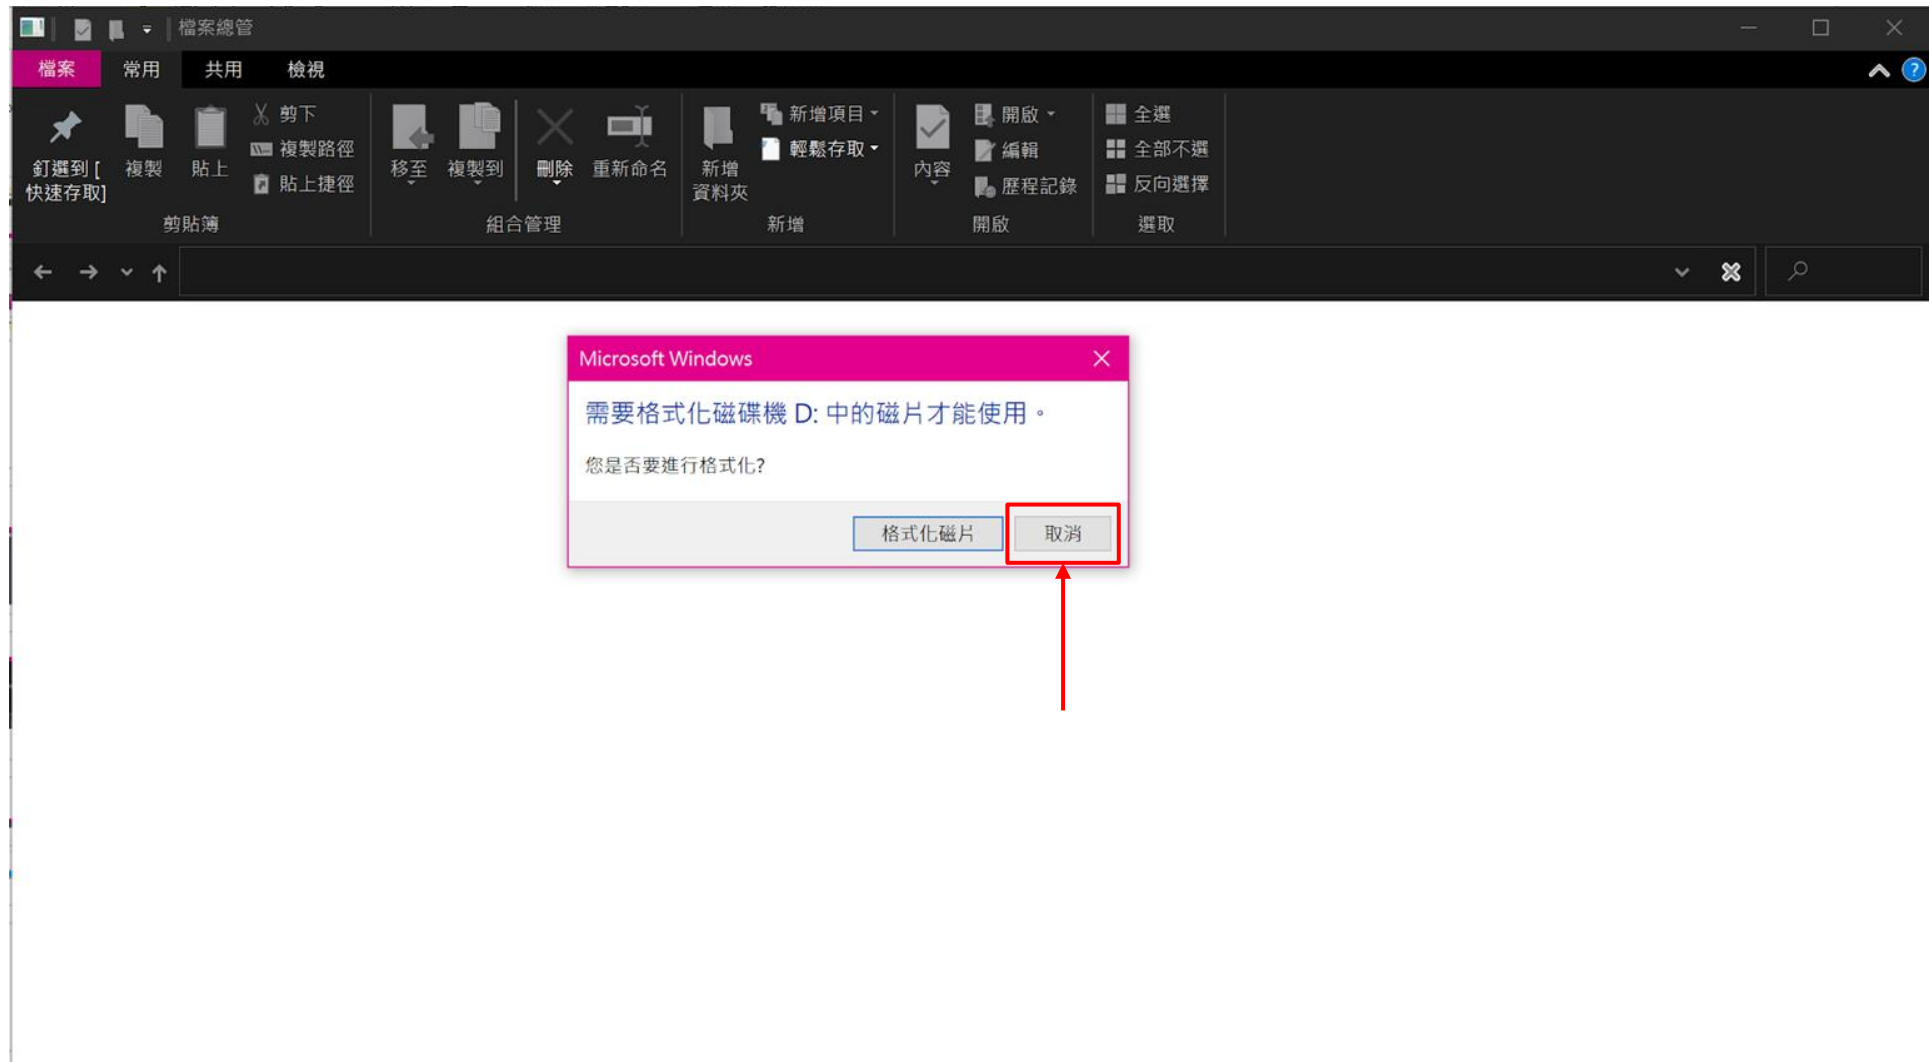 檔案總管
檔案 常用 共用 檢視
釘選到 [
快速存取]
複製
貼上
剪下
複製路徑
貼上捷徑
剪貼簿
移至
複製到
刪除
重新命名
組合管理
新增
資料夾
新增項目
輕鬆存取
新增
內容
開啟
編輯
歷程記錄
開啟
全選
全部不選
反向選擇
選取
Microsoft Windows
需要格式化磁碟機 D: 中的磁片才能使用。
您是否要進行格式化?
格式化磁片 取消